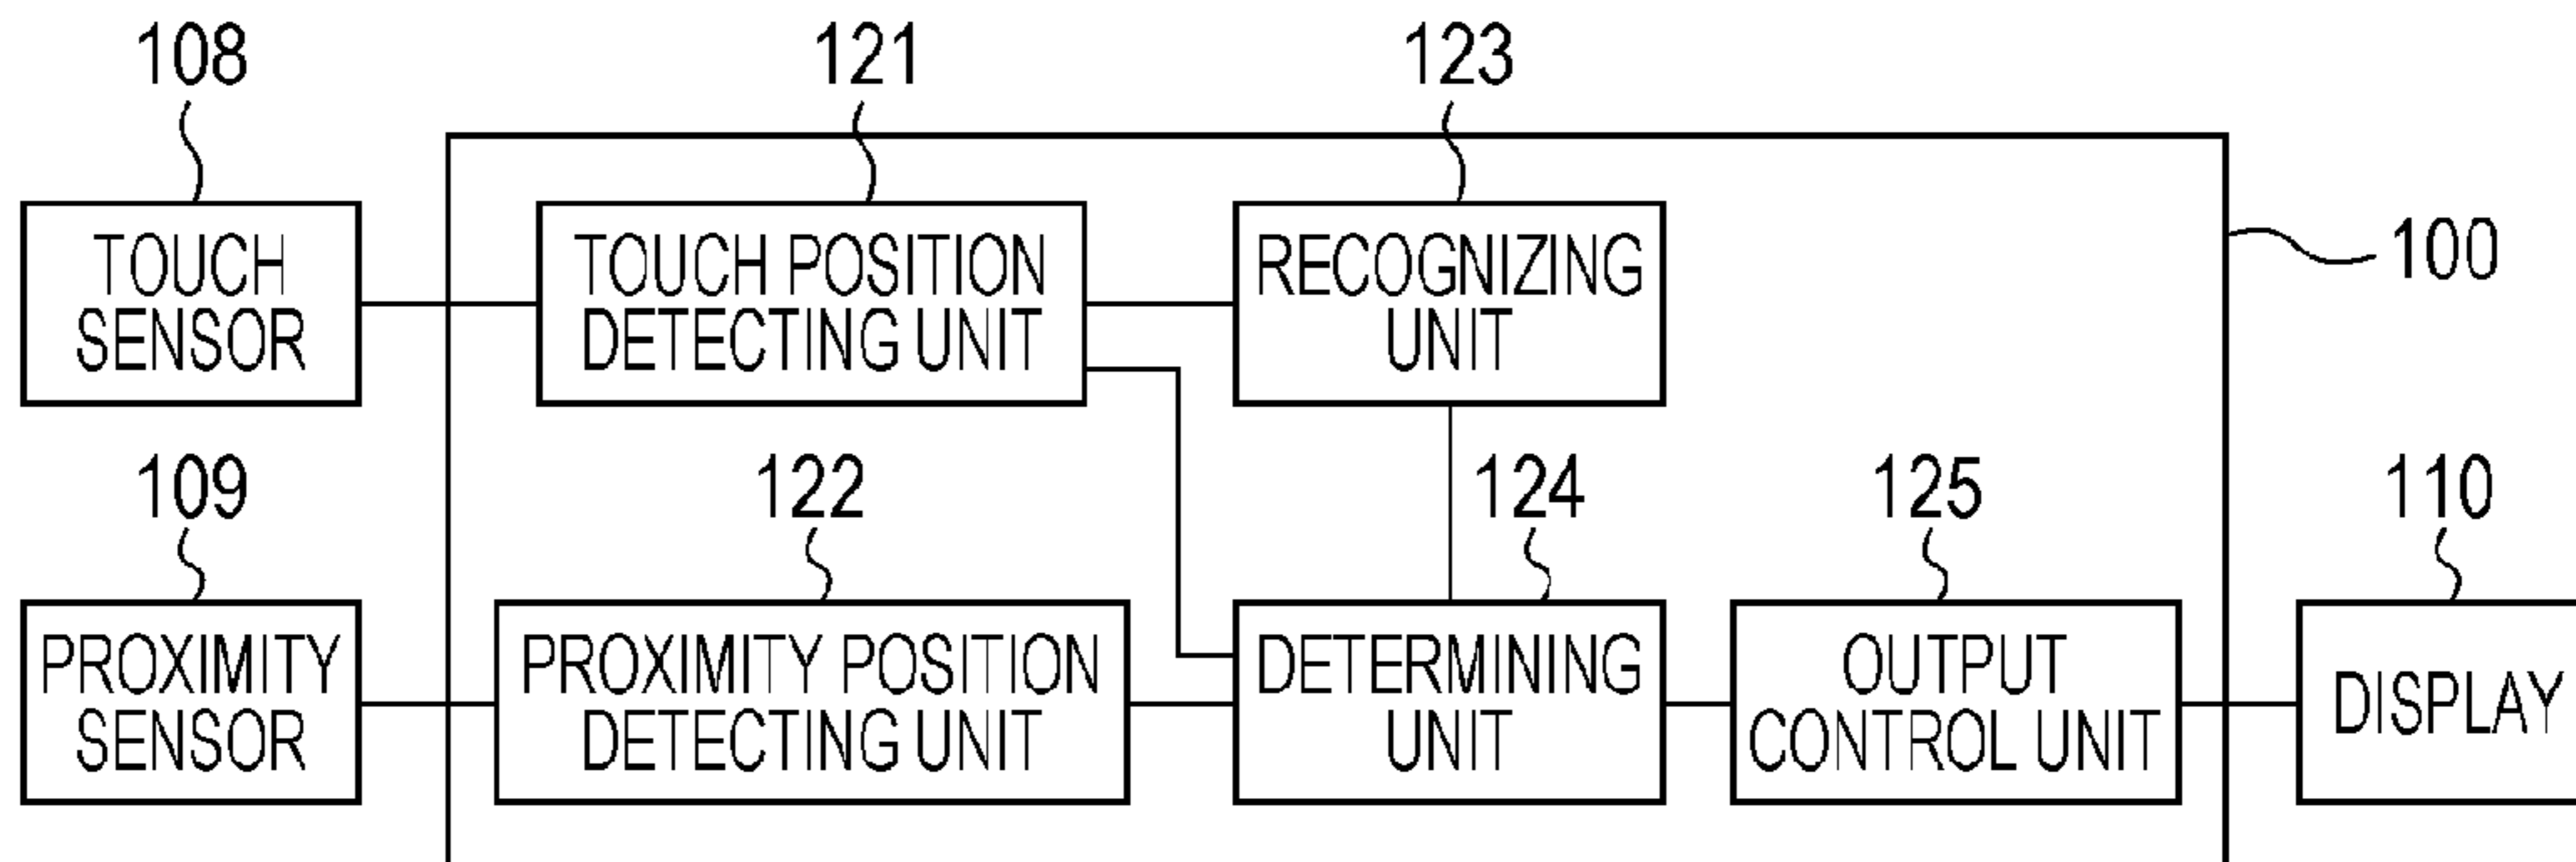 108
121
123
TOUCH
SENSOR
TOUCH POSITION
DETECTING UNIT
RECOGNIZING
UNIT
100
109
122
124
125
110
PROXIMITY
SENSOR
PROXIMITY POSITION
DETECTING UNIT
DETERMINING
UNIT
OUTPUT
CONTROL UNIT
DISPLAY